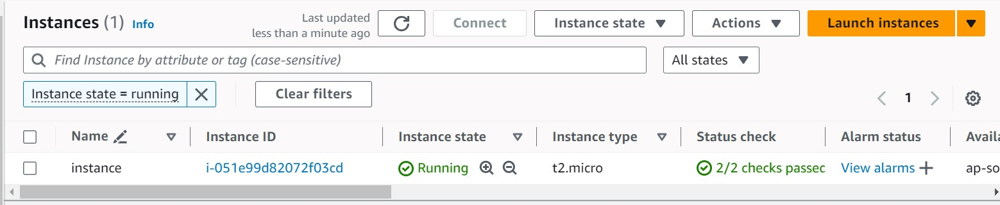 Instances (1) Info
Last updated
less than a minute ago
Connect
Instance state
Actions
Launch instances
Find Instance by attribute or tag (case-sensitive)
All states
Instance state = running
Clear filters
1
Name Instance ID Instance state Instance type Status check Alarm status Availa
instance i-051e99d82072f03cd Running t2.micro 2/2 checks passed View alarms ap-so